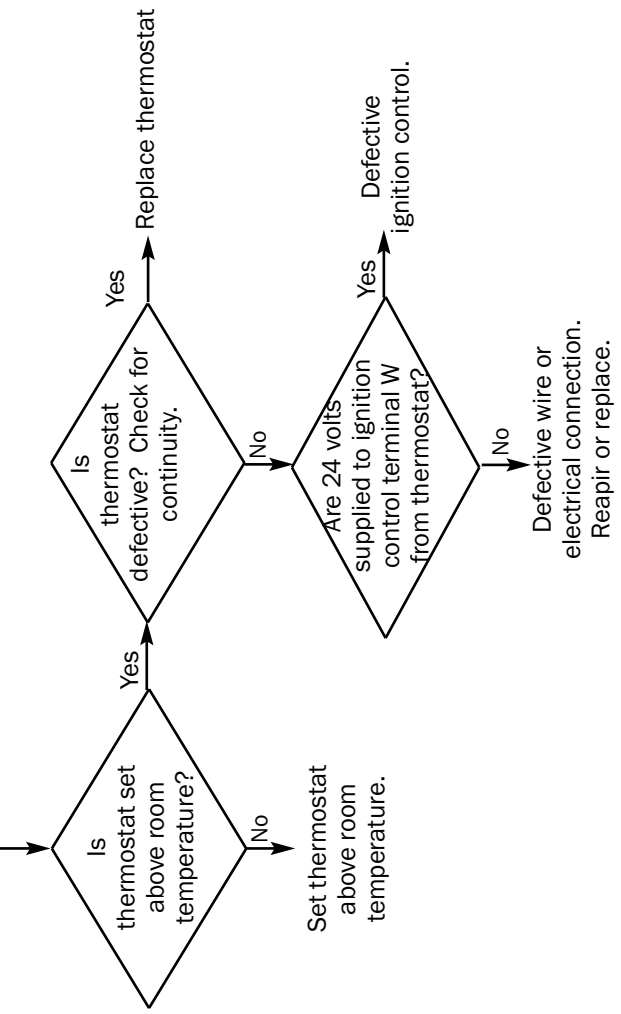 Is
thermostat set
above room
temperature?
Yes
No
Set thermostat
above room
temperature.
Is
thermostat
defective?  Check for
continuity.
Yes
Replace thermostat
No
Are 24 volts
supplied to ignition
control terminal W
from thermostat?
Yes
Defective
ignition control.
No
Defective wire or
electrical connection.
Reapir or replace.